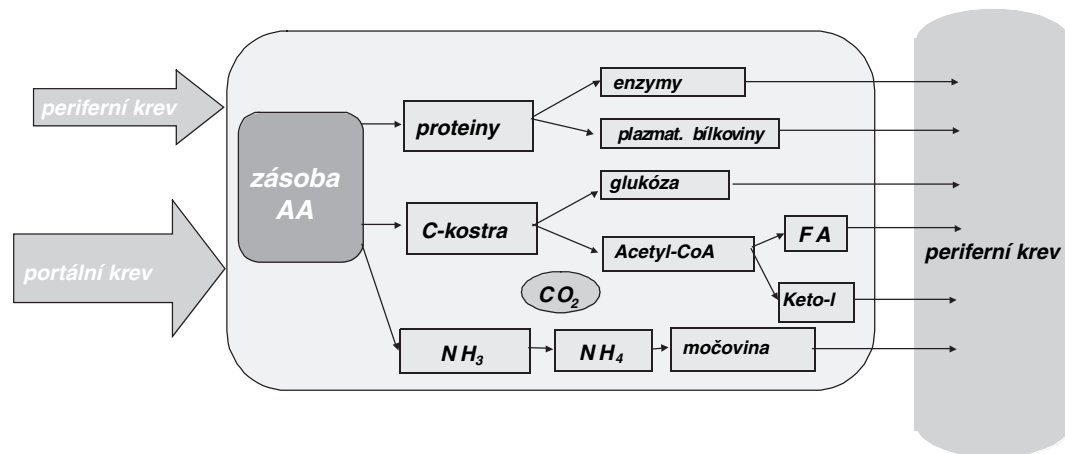 periferní krev
portální krev
zásoba
AA
proteiny
enzymy
plazmat. bílkoviny
C-kostra
glukóza
Acetyl-CoA
FA
Keto-l
CO₂
NH₃
NH₄
močovina
periferní krev